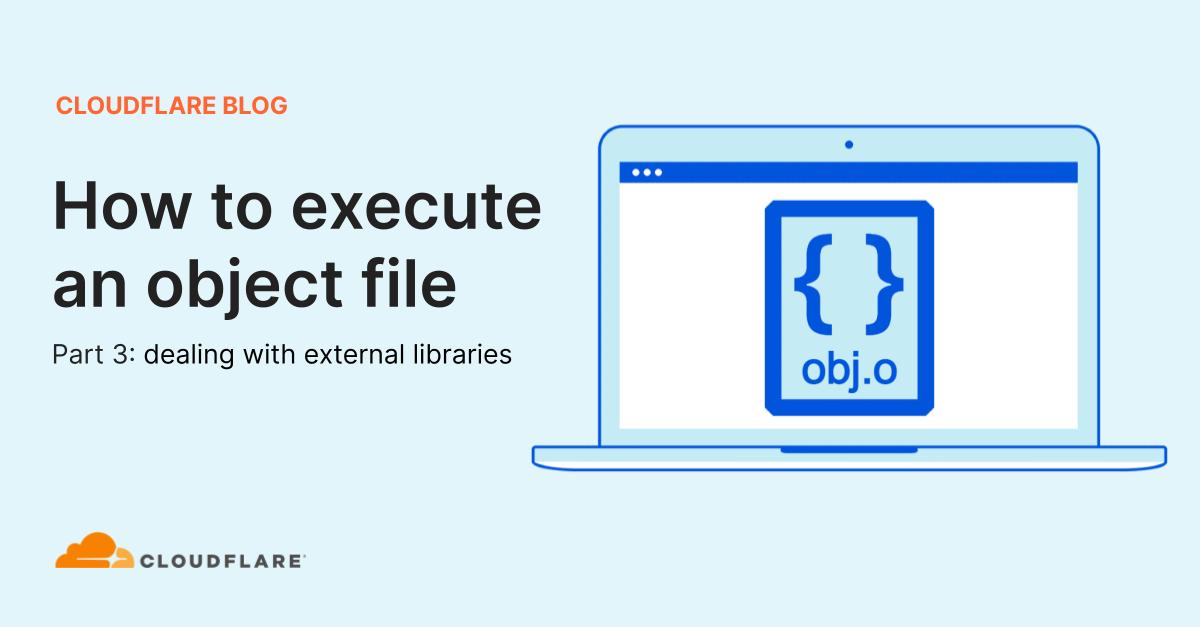 CLOUDFLARE BLOG
How to execute
an object file
Part 3: dealing with external libraries
{ }
obj.o
CLOUDFLARE